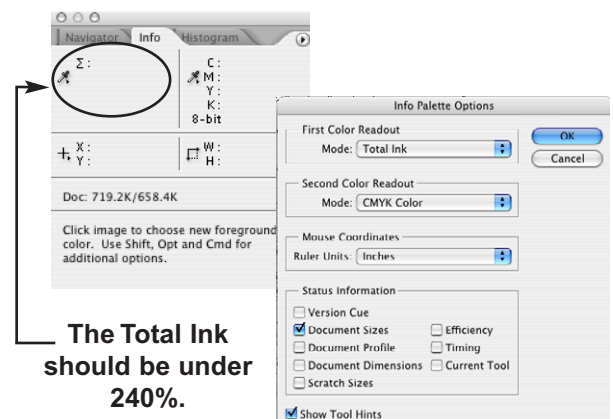 Navigator Info Histogram
Σ :
C :
M :
Y :
K :
8-bit
X :
Y :
W :
H :
Doc: 719.2K/658.4K
Click image to choose new foreground
color. Use Shift, Opt and Cmd for
additional options.
The Total Ink
should be under
240%.
Info Palette Options
First Color Readout
Mode: Total Ink
OK
Cancel
Second Color Readout
Mode: CMYK Color
Mouse Coordinates
Ruler Units: Inches
Status Information
Version Cue
Document Sizes
Efficiency
Document Profile
Timing
Document Dimensions
Current Tool
Scratch Sizes
Show Tool Hints